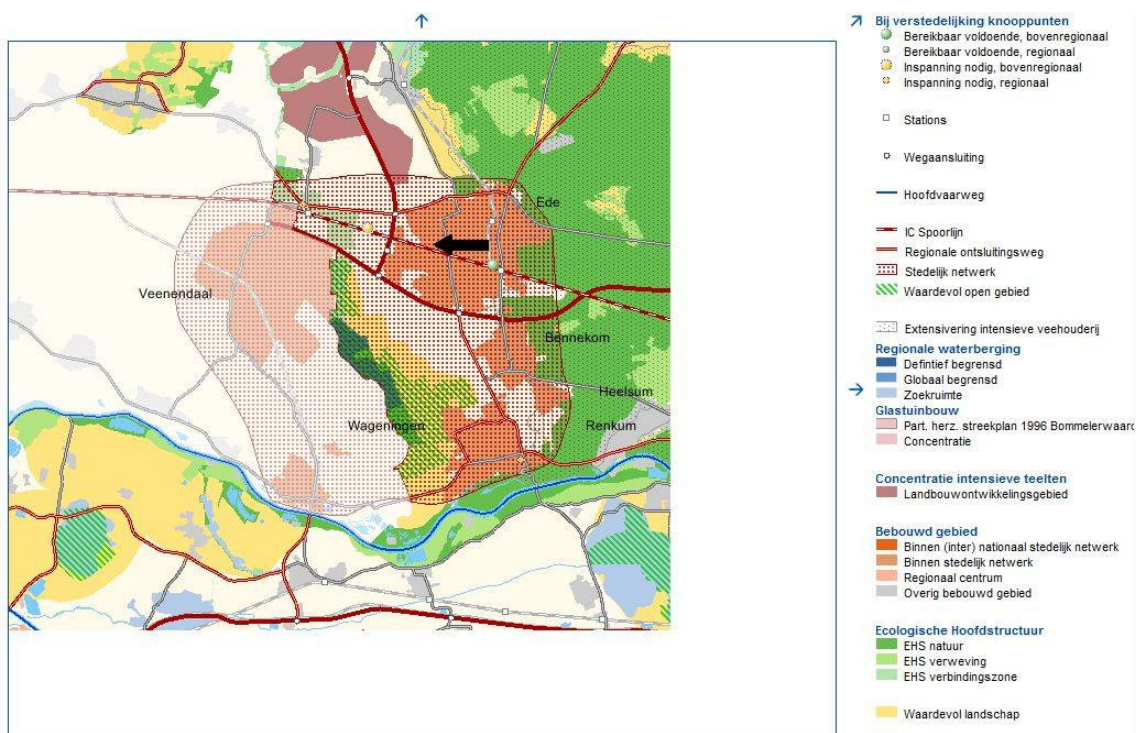 Ede
Veenendaal
Bennekom
Heelsum
Wageningen
Renkum
Bij verstedelijking knooppunten
Bereikbaar voldoende, bovenregionaal
Bereikbaar voldoende, regionaal
Inspanning nodig, bovenregionaal
Inspanning nodig, regionaal
Stations
Wegaansluiting
Hoofdvaarweg
IC Spoorlijn
Regionale ontsluitingsweg
Stedelijk netwerk
Waardevol open gebied
Extensivering intensieve veehouderij
Regionale waterberging
Defintief begrensd
Globaal begrensd
Zoekruimte
Glastuinbouw
Part. herz. streekplan 1996 Bommelerwaard
Concentratie
Concentratie intensieve teelten
Landbouwontwikkelingsgebied
Bebouwd gebied
Binnen (inter) nationaal stedelijk netwerk
Binnen stedelijk netwerk
Regionaal centrum
Overig bebouwd gebied
Ecologische Hoofdstructuur
EHS natuur
EHS verweving
EHS verbindingszone
Waardevol landschap